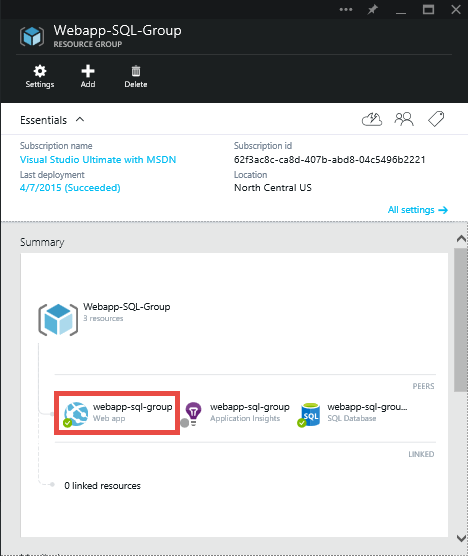 Webapp-SQL-Group
RESOURCE GROUP
Settings Add Delete
Essentials
Subscription name Subscription id
Visual Studio Ultimate with MSDN 62f3ac8c-ca8d-407b-abd8-04c5496b2221
Last deployment Location
4/7/2015 (Succeeded) North Central US
All settings →
Summary
Webapp-SQL-Group
3 resources
PEERS
webapp-sql-group webapp-sql-group webapp-sql-grou...
Web app Application Insights SQL Database
SQL
LINKED
0 linked resources